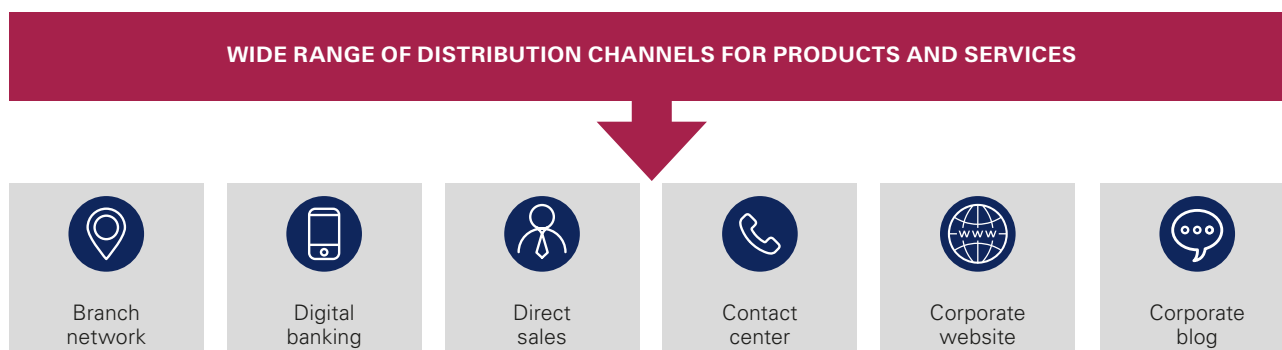 WIDE RANGE OF DISTRIBUTION CHANNELS FOR PRODUCTS AND SERVICES
www
Branch
network
Digital
banking
Direct
sales
Contact
center
Corporate
website
Corporate
blog